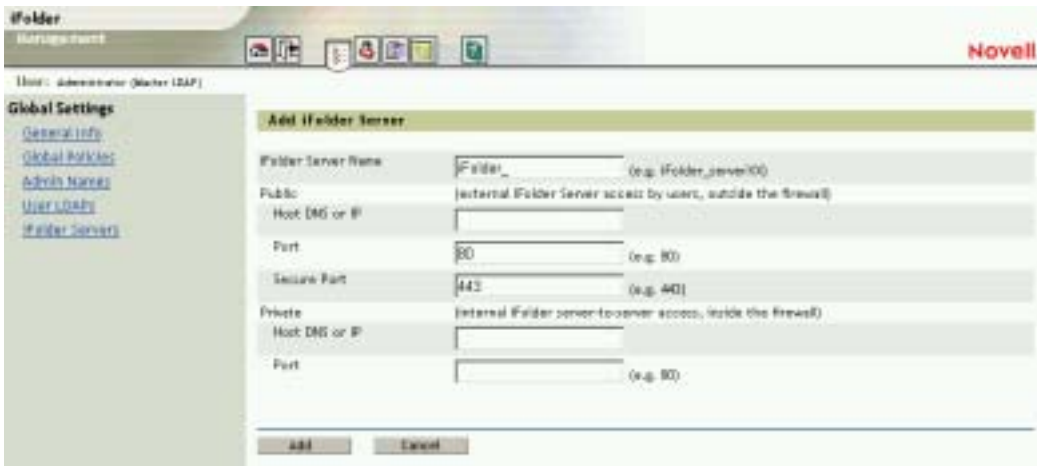 iFolder
Management
Novell
User: Administrator (Master LDAP)
Global Settings
General Info
Global Policies
Admin Names
User LDAPs
iFolder Servers
Add iFolder Server
iFolder Server Name
iFolder_
(e.g. iFolder_serverXX)
Public
(external iFolder Server access by users, outside the firewall)
Host DNS or IP
Port
80
(e.g. 80)
Secure Port
443
(e.g. 443)
Private
(internal iFolder server-to-server access, inside the firewall)
Host DNS or IP
Port
(e.g. 80)
Add
Cancel